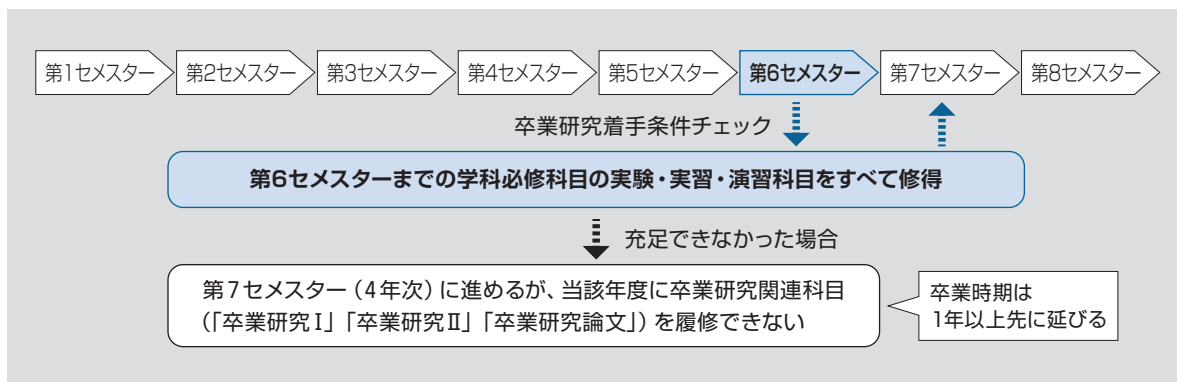 第1セメスター
第2セメスター
第3セメスター
第4セメスター
第5セメスター
第6セメスター
第7セメスター
第8セメスター
卒業研究着手条件チェック
第6セメスターまでの学科必修科目の実験・実習・演習科目をすべて修得
充足できなかった場合
第7セメスター（4年次）に進めるが、当該年度に卒業研究関連科目
（「卒業研究Ⅰ」「卒業研究Ⅱ」「卒業研究論文」）を履修できない
卒業時期は
1年以上先に延びる